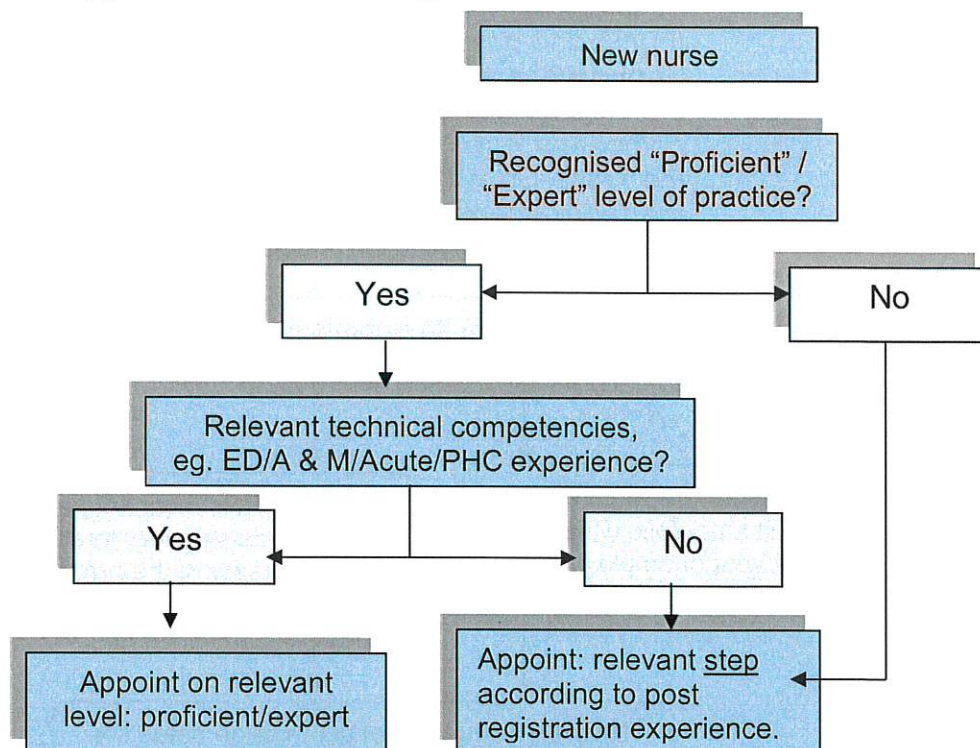 New nurse
Recognised “Proficient” /
“Expert” level of practice?
Yes
No
Relevant technical competencies,
eg. ED/A & M/Acute/PHC experience?
Yes
No
Appoint on relevant
level: proficient/expert
Appoint: relevant step
according to post
registration experience.